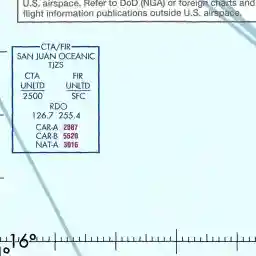 U.S. airspace. Refer to DoD (NGA) or foreign charts and
flight information publications outside U.S. airspace.
CTA/FIR
SAN JUAN OCEANIC
TJZS
CTA FIR
UNLTD UNLTD
2500 SFC
RDO
126.7 255.4
CAR-A 2887
CAR-B 5520
NAT-A 3016
16°